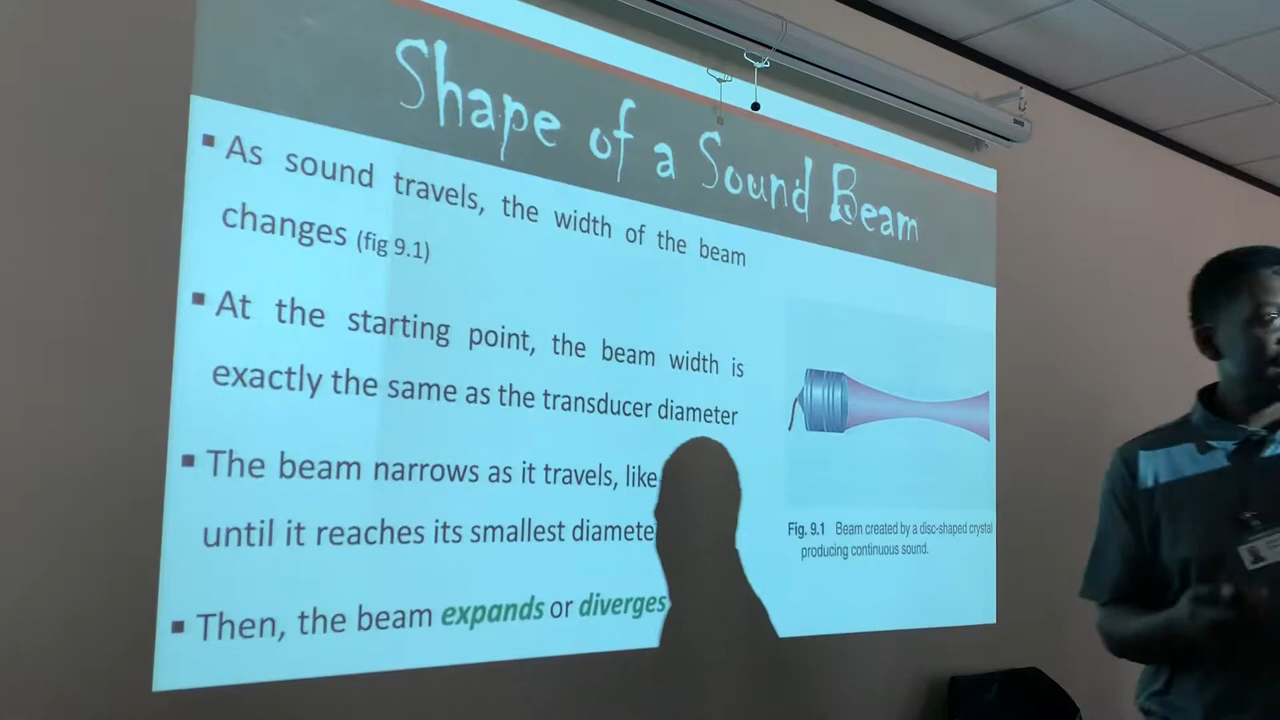 Shape of a Sound Beam
▪ As sound travels, the width of the beam
changes (fig 9.1)
▪ At the starting point, the beam width is
exactly the same as the transducer diameter
▪ The beam narrows as it travels, like
until it reaches its smallest
▪ Then, the beam expands or diverges
Fig. 9.1 Beam created by a disc-shaped crystal
producing continuous sound.